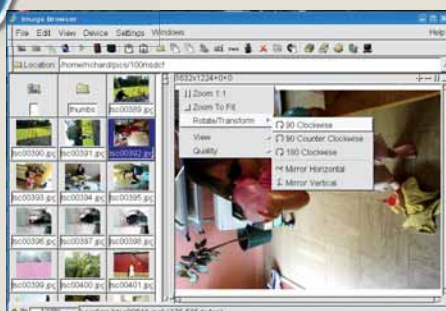 Image Browser
File Edit View Device Settings Windows Help
Location /home/richard/pics/100msdcf
1632x1224+0+0
thumbs
dsc00389.jpg
Zoom 1:1
Zoom To Fit
Rotate/Transform
View
Quality
90 Clockwise
90 Counter Clockwise
180 Clockwise
Mirror Horizontal
Mirror Vertical
dsc00390.jpg dsc00391.jpg dsc00392.jpg
dsc00393.jpg dsc00394.jpg dsc00395.jpg
dsc00396.jpg dsc00397.jpg dsc00398.jpg
dsc00399.jpg dsc00400.jpg dsc00401.jpg